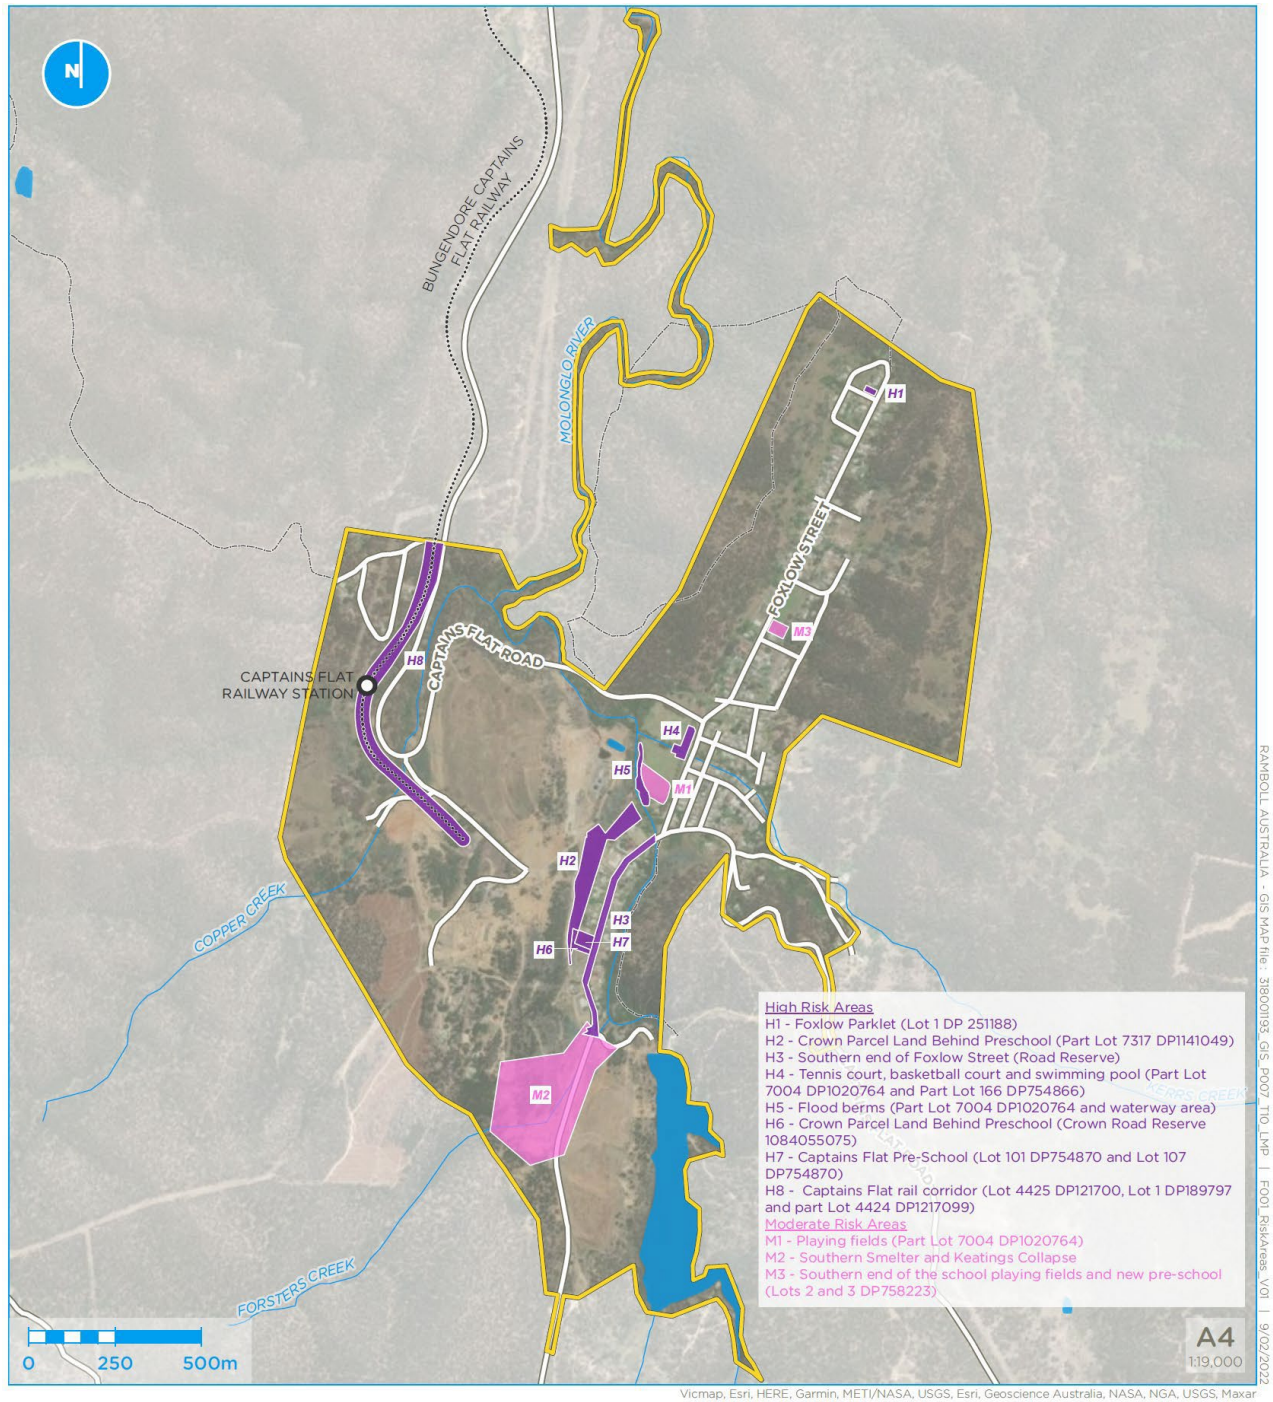 N
BUNGENDORE CAPTAINS
FLAT RAILWAY
MOLONGLO RIVER
H1
FOXLOW STREET
M3
CAPTAINS FLAT ROAD
H8
CAPTAINS FLAT
RAILWAY STATION
H4
H5
M1
H2
COPPER CREEK
H3
H6
H7
M2
FORSTERS CREEK
KERRS CREEK
High Risk Areas
H1 - Foxlow Parklet (Lot 1 DP 251188)
H2 - Crown Parcel Land Behind Preschool (Part Lot 7317 DP1141049)
H3 - Southern end of Foxlow Street (Road Reserve)
H4 - Tennis court, basketball court and swimming pool (Part Lot
7004 DP1020764 and Part Lot 166 DP754866)
H5 - Flood berms (Part Lot 7004 DP1020764 and waterway area)
H6 - Crown Parcel Land Behind Preschool (Crown Road Reserve
1084055075)
H7 - Captains Flat Pre-School (Lot 101 DP754870 and Lot 107
DP754870)
H8 - Captains Flat rail corridor (Lot 4425 DP121700, Lot 1 DP189797
and part Lot 4424 DP1217099)
Moderate Risk Areas
M1 - Playing fields (Part Lot 7004 DP1020764)
M2 - Southern Smelter and Keatings Collapse
M3 - Southern end of the school playing fields and new pre-school
(Lots 2 and 3 DP758223)
0 250 500m
A4
1:19,000
RAMBOLL AUSTRALIA - GIS MAP file : 318001193_GIS_P007_T10_LMP | F001_RiskAreas_V01 | 9/02/2022
Vicmap, Esri, HERE, Garmin, METI/NASA, USGS, Esri, Geoscience Australia, NASA, NGA, USGS, Maxar